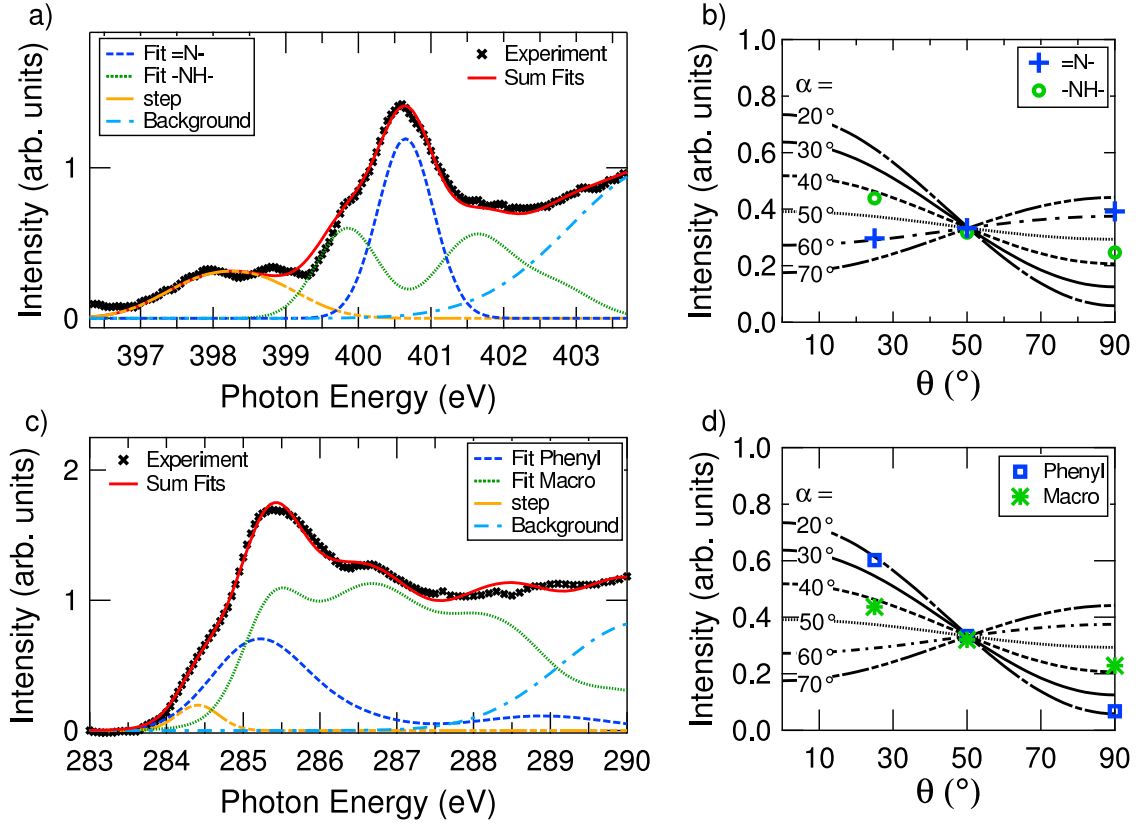 a)
Intensity (arb. units)
1
0
Fit =N-
Fit -NH-
step
Background
Experiment
Sum Fits
397 398 399 400 401 402 403
Photon Energy (eV)
b)
Intensity (arb. units)
1.0
0.8
0.6
0.4
0.2
0.0
α =
20°
30°
40°
50°
60°
70°
=N-
-NH-
10 30 50 70 90
θ (°)
c)
Intensity (arb. units)
2
1
0
Experiment
Sum Fits
Fit Phenyl
Fit Macro
step
Background
283 284 285 286 287 288 289 290
Photon Energy (eV)
d)
Intensity (arb. units)
1.0
0.8
0.6
0.4
0.2
0.0
α =
20°
30°
40°
50°
60°
70°
Phenyl
Macro
10 30 50 70 90
θ (°)